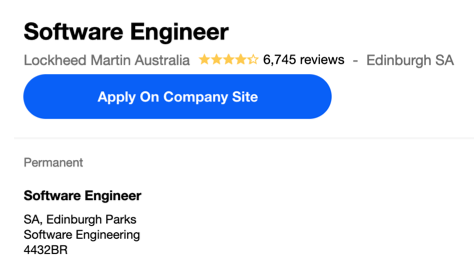 Software Engineer
Lockheed Martin Australia 6,745 reviews - Edinburgh SA
Apply On Company Site
Permanent
Software Engineer
SA, Edinburgh Parks
Software Engineering
4432BR